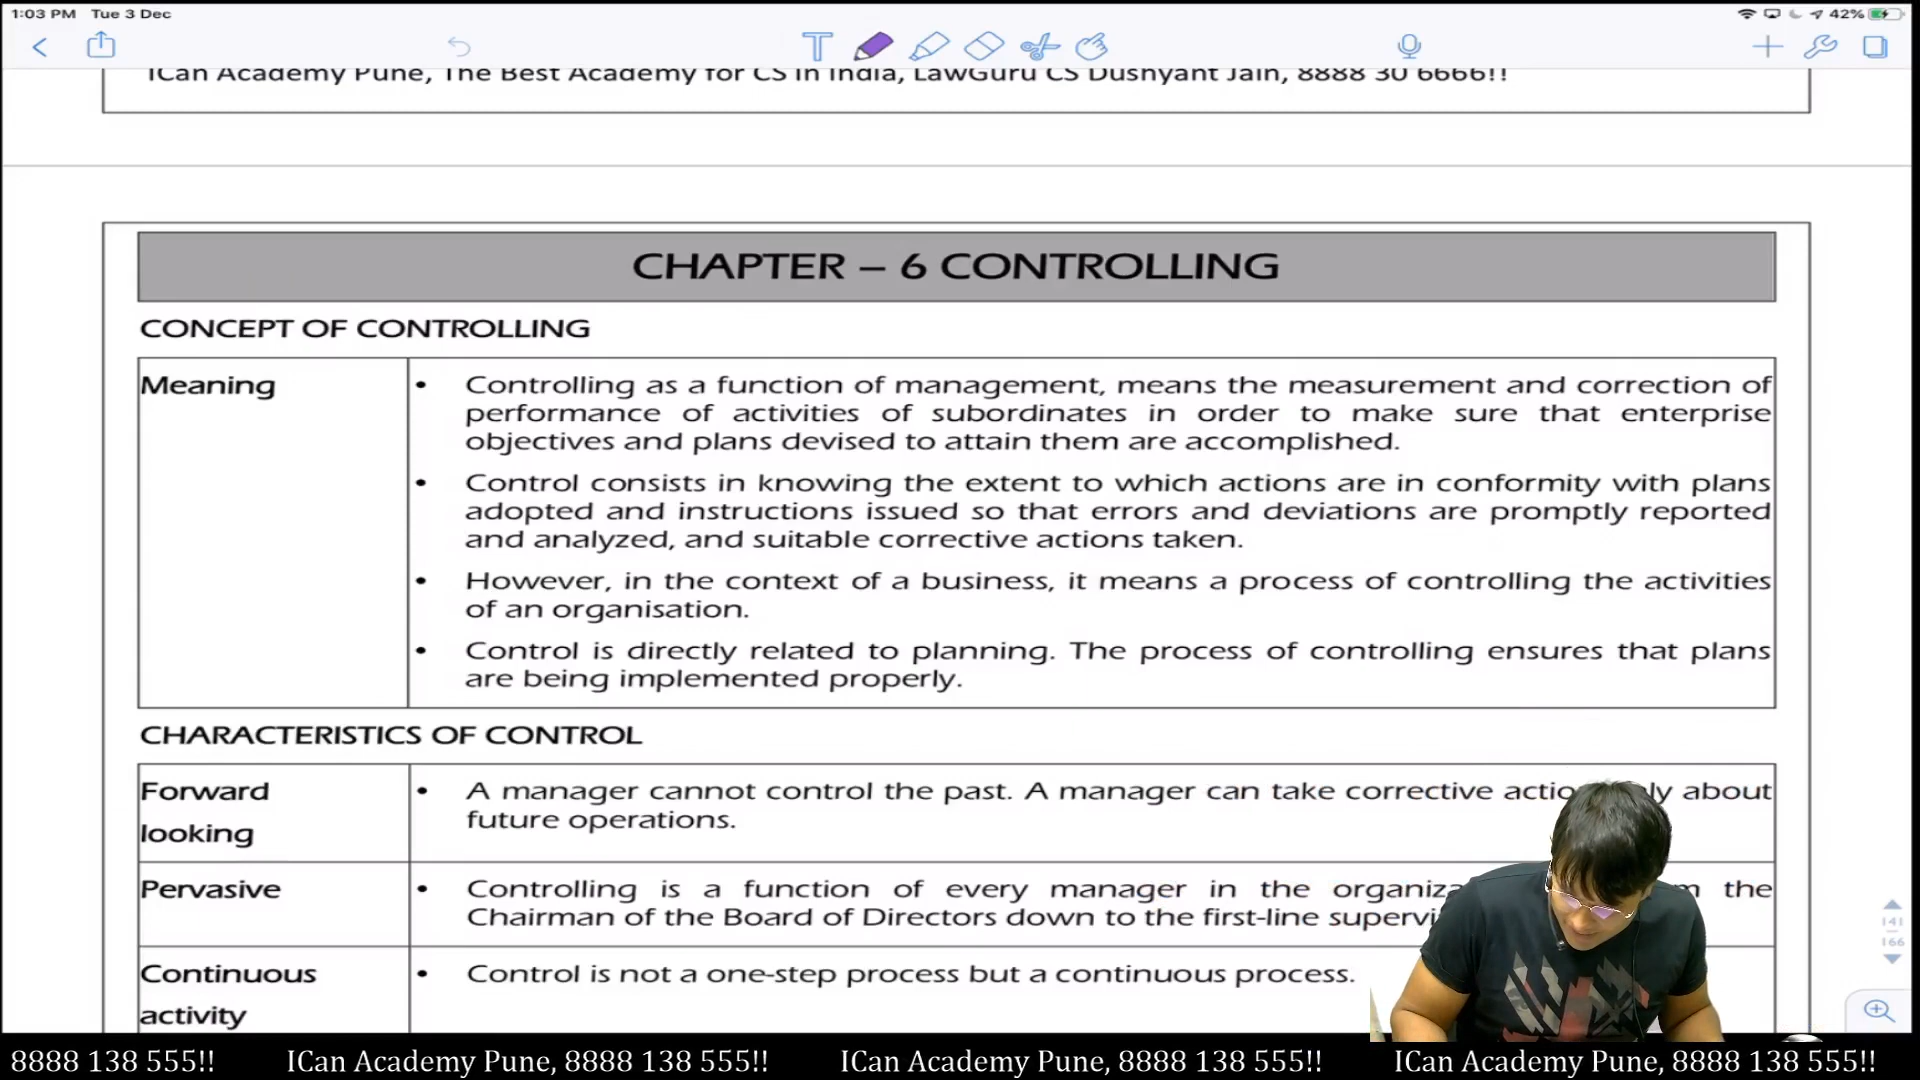 1:03 PM Tue 3 Dec 42%
ICan Academy Pune, The Best Academy for CS in India, LawGuru CS Dushyant Jain, 8888 30 6666!!
CHAPTER – 6 CONTROLLING
CONCEPT OF CONTROLLING
Meaning
• Controlling as a function of management, means the measurement and correction of
performance of activities of subordinates in order to make sure that enterprise
objectives and plans devised to attain them are accomplished.
• Control consists in knowing the extent to which actions are in conformity with plans
adopted and instructions issued so that errors and deviations are promptly reported
and analyzed, and suitable corrective actions taken.
• However, in the context of a business, it means a process of controlling the activities
of an organisation.
• Control is directly related to planning. The process of controlling ensures that plans
are being implemented properly.
CHARACTERISTICS OF CONTROL
Forward
looking
• A manager cannot control the past. A manager can take corrective about
future operations.
Pervasive
• Controlling is a function of every manager in the the
Chairman of the Board of Directors down to the first-line
Continuous
activity
• Control is not a one-step process but a continuous process.
141
166
8888 138 555!! ICan Academy Pune, 8888 138 555!! ICan Academy Pune, 8888 138 555!! ICan Academy Pune, 8888 138 555!!